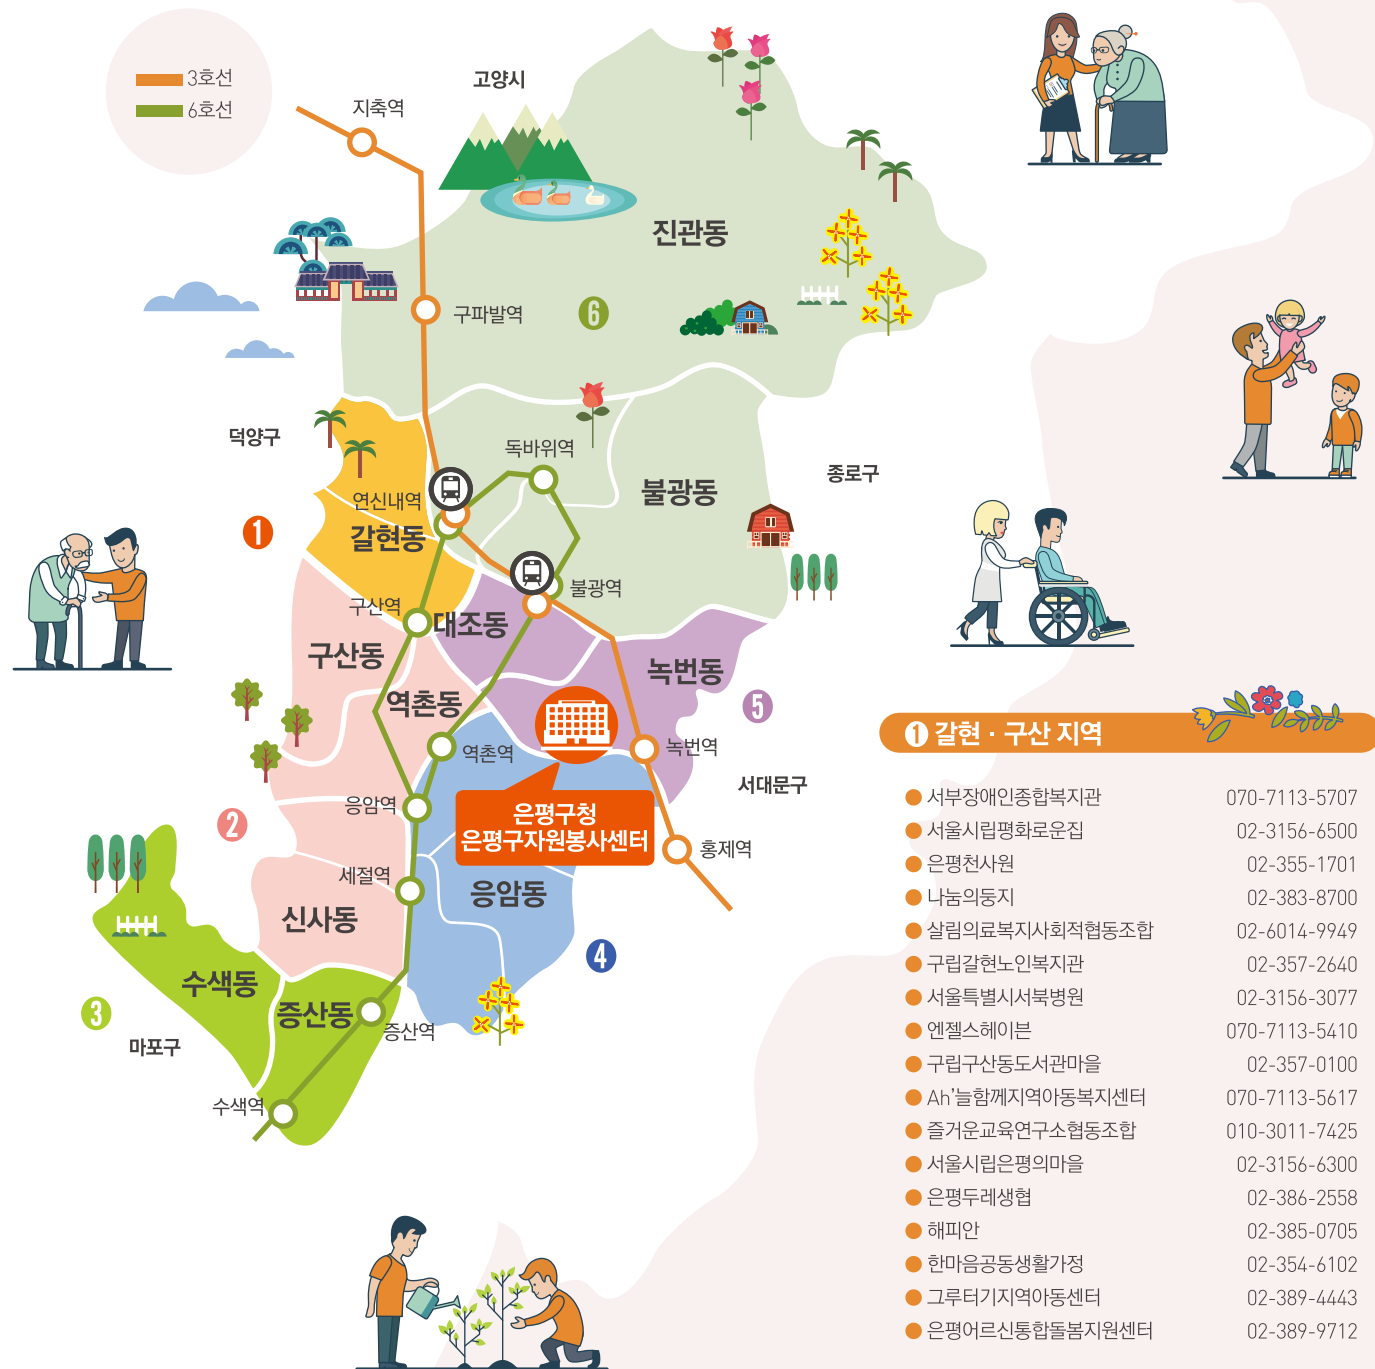 3호선
6호선
고양시
지축역
진관동
구파발역
6
덕양구
독바위역
종로구
불광동
연신내역
1
갈현동
불광역
구산역
대조동
구산동
녹번동
역촌동
5
녹번역
역촌역
서대문구
응암역
은평구청
은평구자원봉사센터
2
홍제역
세절역
응암동
신사동
4
수색동
3
증산동
증산역
마포구
수색역
1 갈현 · 구산 지역
서부장애인종합복지관 070-7113-5707
서울시립평화로운집 02-3156-6500
은평천사원 02-355-1701
나눔의둥지 02-383-8700
살림의료복지사회적협동조합 02-6014-9949
구립갈현노인복지관 02-357-2640
서울특별시서북병원 02-3156-3077
엔젤스헤이븐 070-7113-5410
구립구산동도서관마을 02-357-0100
Ah'늘함께지역아동복지센터 070-7113-5617
즐거운교육연구소협동조합 010-3011-7425
서울시립은평의마을 02-3156-6300
은평두레생협 02-386-2558
해피안 02-385-0705
한마음공동생활가정 02-354-6102
그루터기지역아동센터 02-389-4443
은평어르신통합돌봄지원센터 02-389-9712